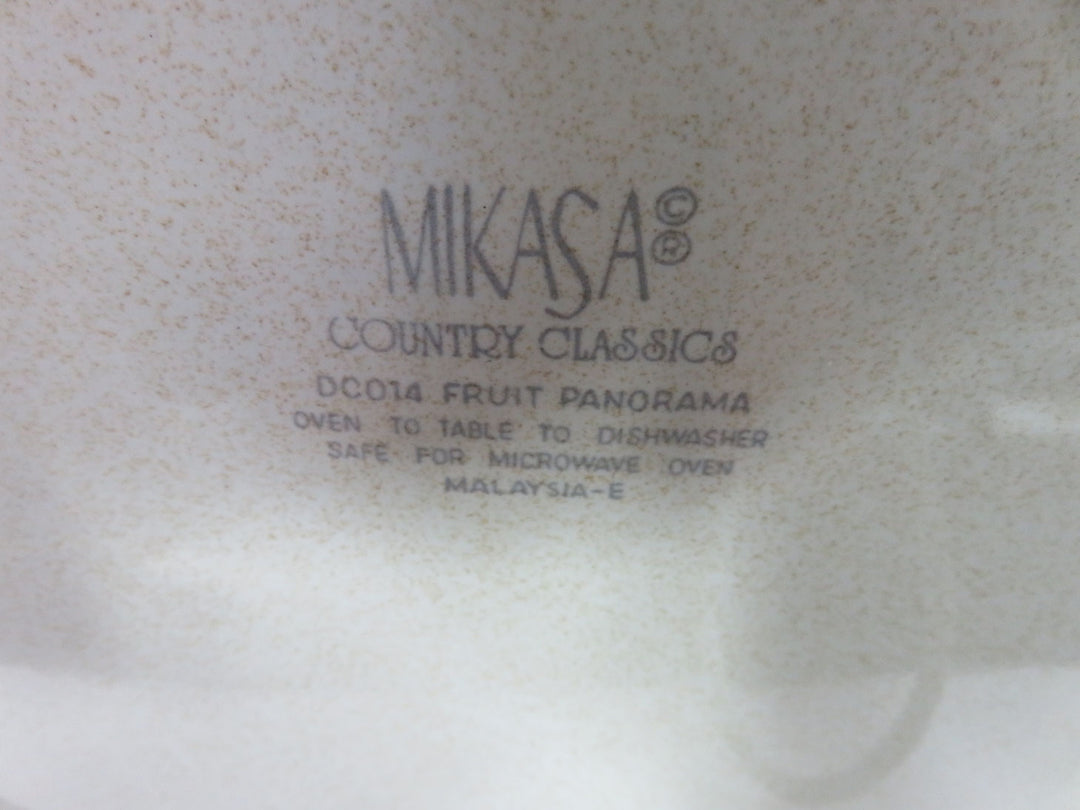 MIKASA©®
COUNTRY CLASSICS
DC014 FRUIT PANORAMA
OVEN TO TABLE TO DISHWASHER
SAFE FOR MICROWAVE OVEN
MALAYSIA-E